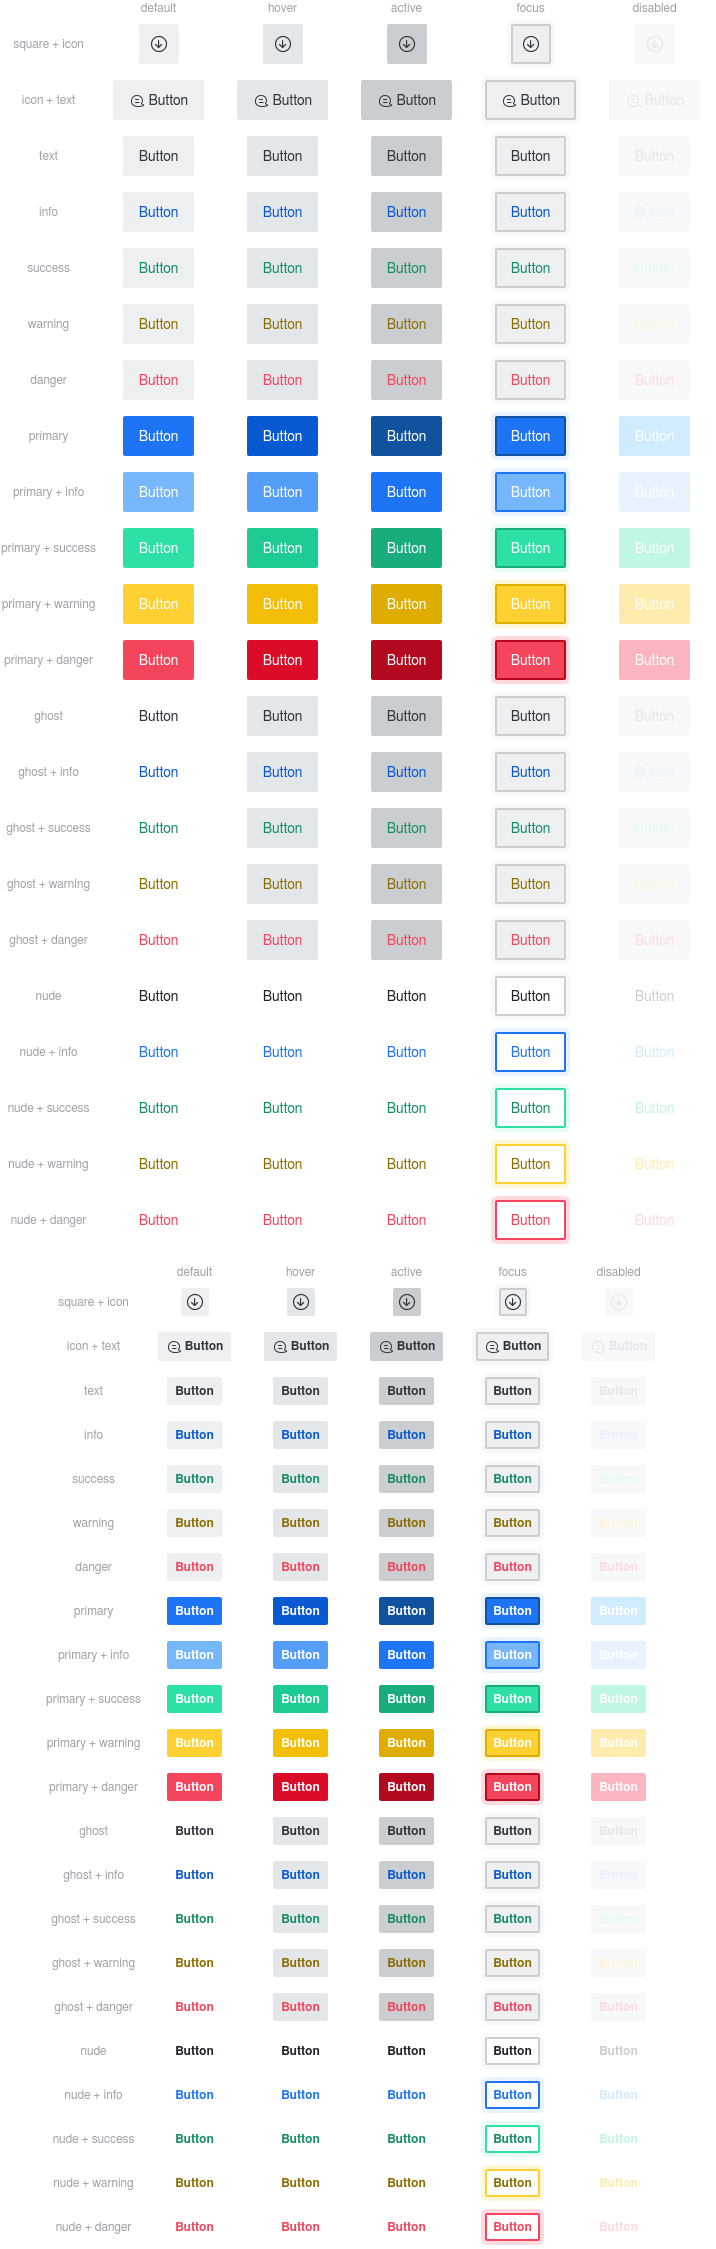 default hover active focus disabled
square + icon
icon + text Button Button Button Button Button
text Button Button Button Button Button
info Button Button Button Button Button
success Button Button Button Button Button
warning Button Button Button Button Button
danger Button Button Button Button Button
primary Button Button Button Button Button
primary + info Button Button Button Button Button
primary + success Button Button Button Button Button
primary + warning Button Button Button Button Button
primary + danger Button Button Button Button Button
ghost Button Button Button Button Button
ghost + info Button Button Button Button Button
ghost + success Button Button Button Button Button
ghost + warning Button Button Button Button Button
ghost + danger Button Button Button Button Button
nude Button Button Button Button Button
nude + info Button Button Button Button Button
nude + success Button Button Button Button Button
nude + warning Button Button Button Button Button
nude + danger Button Button Button Button Button
default hover active focus disabled
square + icon
icon + text Button Button Button Button Button
text Button Button Button Button Button
info Button Button Button Button Button
success Button Button Button Button Button
warning Button Button Button Button Button
danger Button Button Button Button Button
primary Button Button Button Button Button
primary + info Button Button Button Button Button
primary + success Button Button Button Button Button
primary + warning Button Button Button Button Button
primary + danger Button Button Button Button Button
ghost Button Button Button Button Button
ghost + info Button Button Button Button Button
ghost + success Button Button Button Button Button
ghost + warning Button Button Button Button Button
ghost + danger Button Button Button Button Button
nude Button Button Button Button Button
nude + info Button Button Button Button Button
nude + success Button Button Button Button Button
nude + warning Button Button Button Button Button
nude + danger Button Button Button Button Button